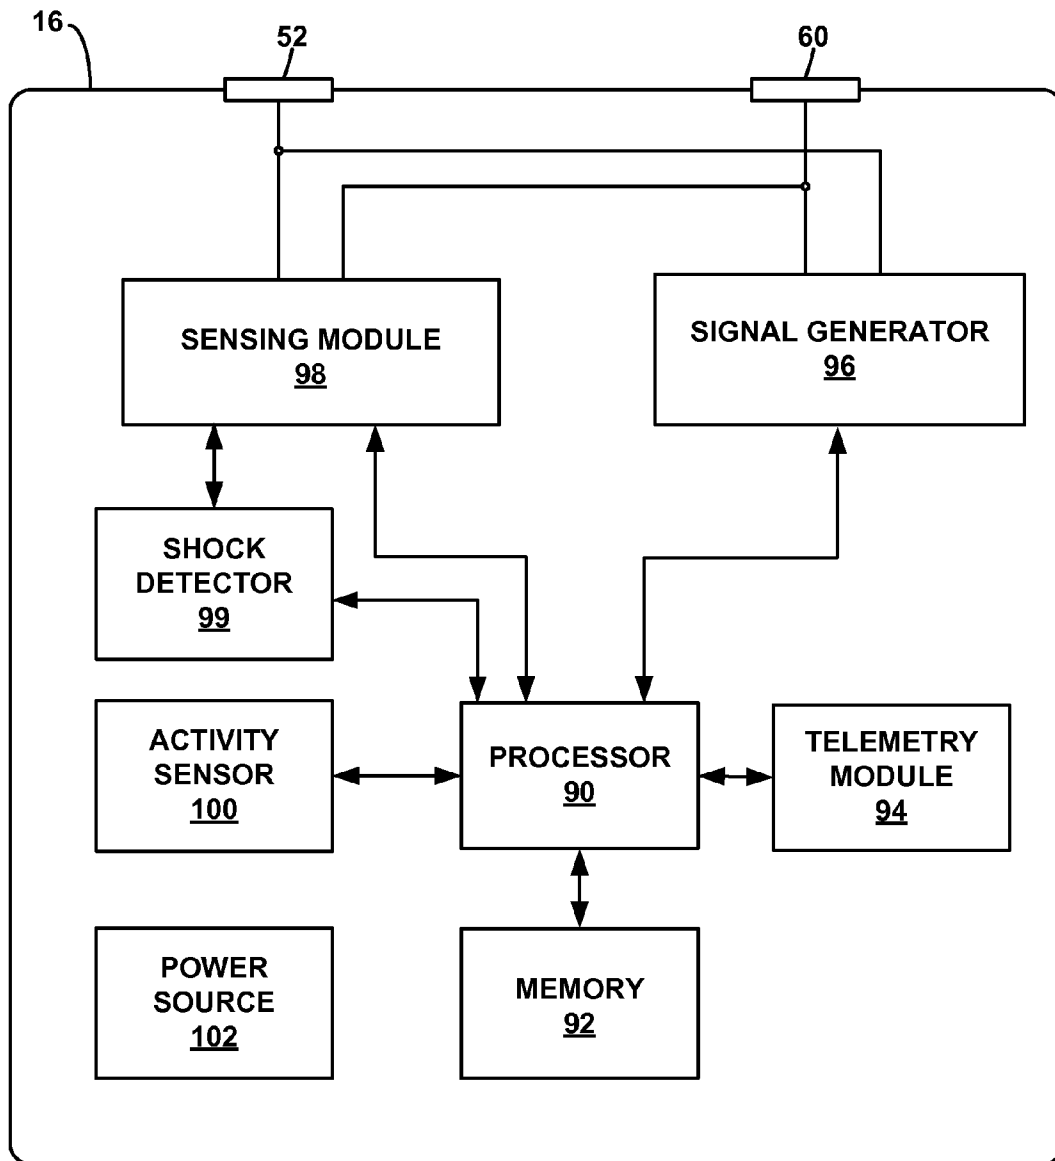 16
52
60
SENSING MODULE
98
SIGNAL GENERATOR
96
SHOCK
DETECTOR
99
ACTIVITY
SENSOR
100
PROCESSOR
90
TELEMETRY
MODULE
94
POWER
SOURCE
102
MEMORY
92